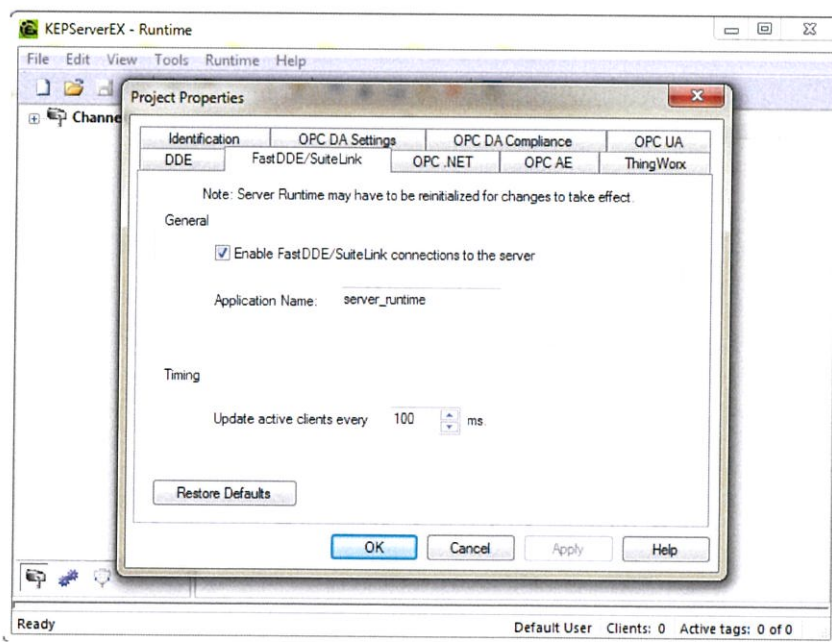 KEPServerEX - Runtime
File Edit View Tools Runtime Help
Project Properties
Channe
Identification OPC DA Settings OPC DA Compliance OPC UA
DDE FastDDE/SuiteLink OPC .NET OPC AE ThingWorx
Note: Server Runtime may have to be reinitialized for changes to take effect.
General
Enable FastDDE/SuiteLink connections to the server
Application Name: server_runtime
Timing
Update active clients every 100 ms.
Restore Defaults
OK Cancel Apply Help
Ready Default User Clients: 0 Active tags: 0 of 0